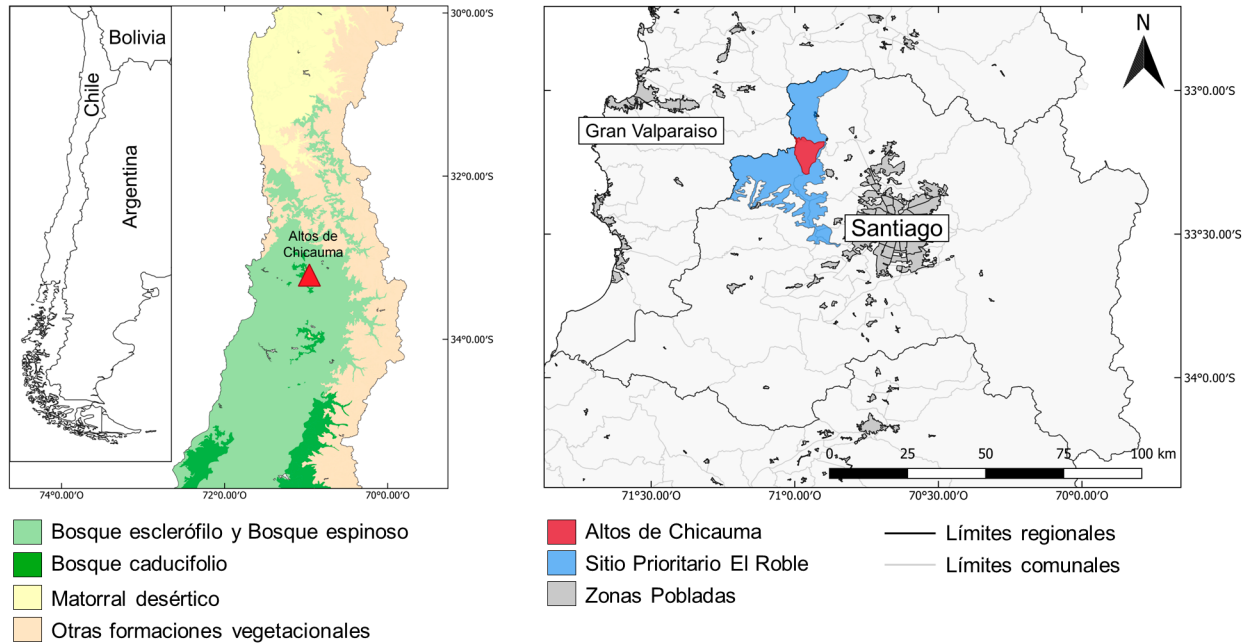 Bolivia
Chile
Argentina
Altos de
Chicauma
30°0.00'S
32°0.00'S
34°0.00'S
74°0.00'O
72°0.00'O
70°0.00'O
Bosque esclerófilo y Bosque espinoso
Bosque caducifolio
Matorral desértico
Otras formaciones vegetacionales
N
Gran Valparaiso
Santiago
33°0.00'S
33°30.00'S
34°0.00'S
0
25
50
75
100 km
71°30.00'O
71°0.00'O
70°30.00'O
70°0.00'O
Altos de Chicauma
Sitio Prioritario El Roble
Zonas Pobladas
Límites regionales
Límites comunales